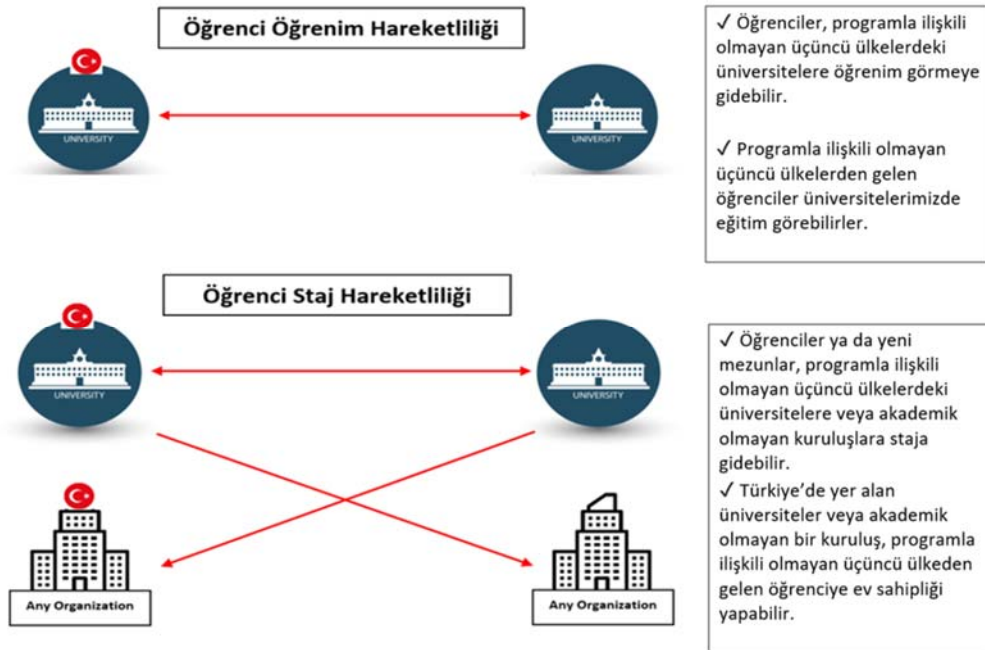 Öğrenci Öğrenim Hareketliliği
UNIVERSITY
UNIVERSITY
✓ Öğrenciler, programla ilişkili
olmayan üçüncü ülkelerdeki
üniversitelere öğrenim görmeye
gidebilir.
✓ Programla ilişkili olmayan
üçüncü ülkelerden gelen
öğrenciler üniversitelerimizde
eğitim görebilirler.
Öğrenci Staj Hareketliliği
UNIVERSITY
UNIVERSITY
Any Organization
Any Organization
✓ Öğrenciler ya da yeni
mezunlar, programla ilişkili
olmayan üçüncü ülkelerdeki
üniversitelere veya akademik
olmayan kuruluşlara staja
gidebilir.
✓ Türkiye’de yer alan
üniversiteler veya akademik
olmayan bir kuruluş, programla
ilişkili olmayan üçüncü ülkeden
gelen öğrenciye ev sahipliği
yapabilir.